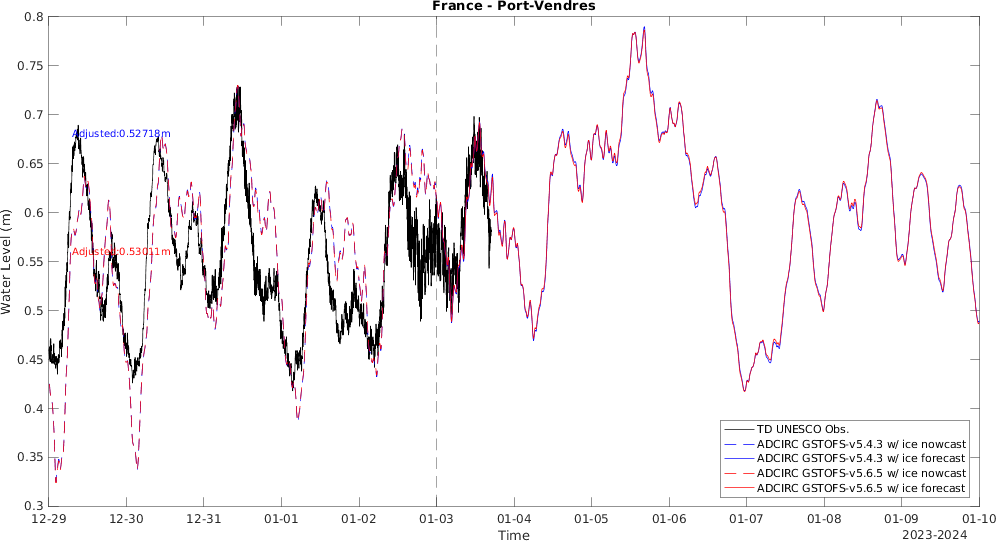 France - Port-Vendres
Water Level (m)
0.8
0.75
0.7
0.65
0.6
0.55
0.5
0.45
0.4
0.35
0.3
Adjusted:0.52718m
Adjusted:0.53011m
TD UNESCO Obs.
ADCIRC GSTOFS-v5.4.3 w/ ice nowcast
ADCIRC GSTOFS-v5.4.3 w/ ice forecast
ADCIRC GSTOFS-v5.6.5 w/ ice nowcast
ADCIRC GSTOFS-v5.6.5 w/ ice forecast
12-29 12-30 12-31 01-01 01-02 01-03 01-04 01-05 01-06 01-07 01-08 01-09 01-10
Time
2023-2024